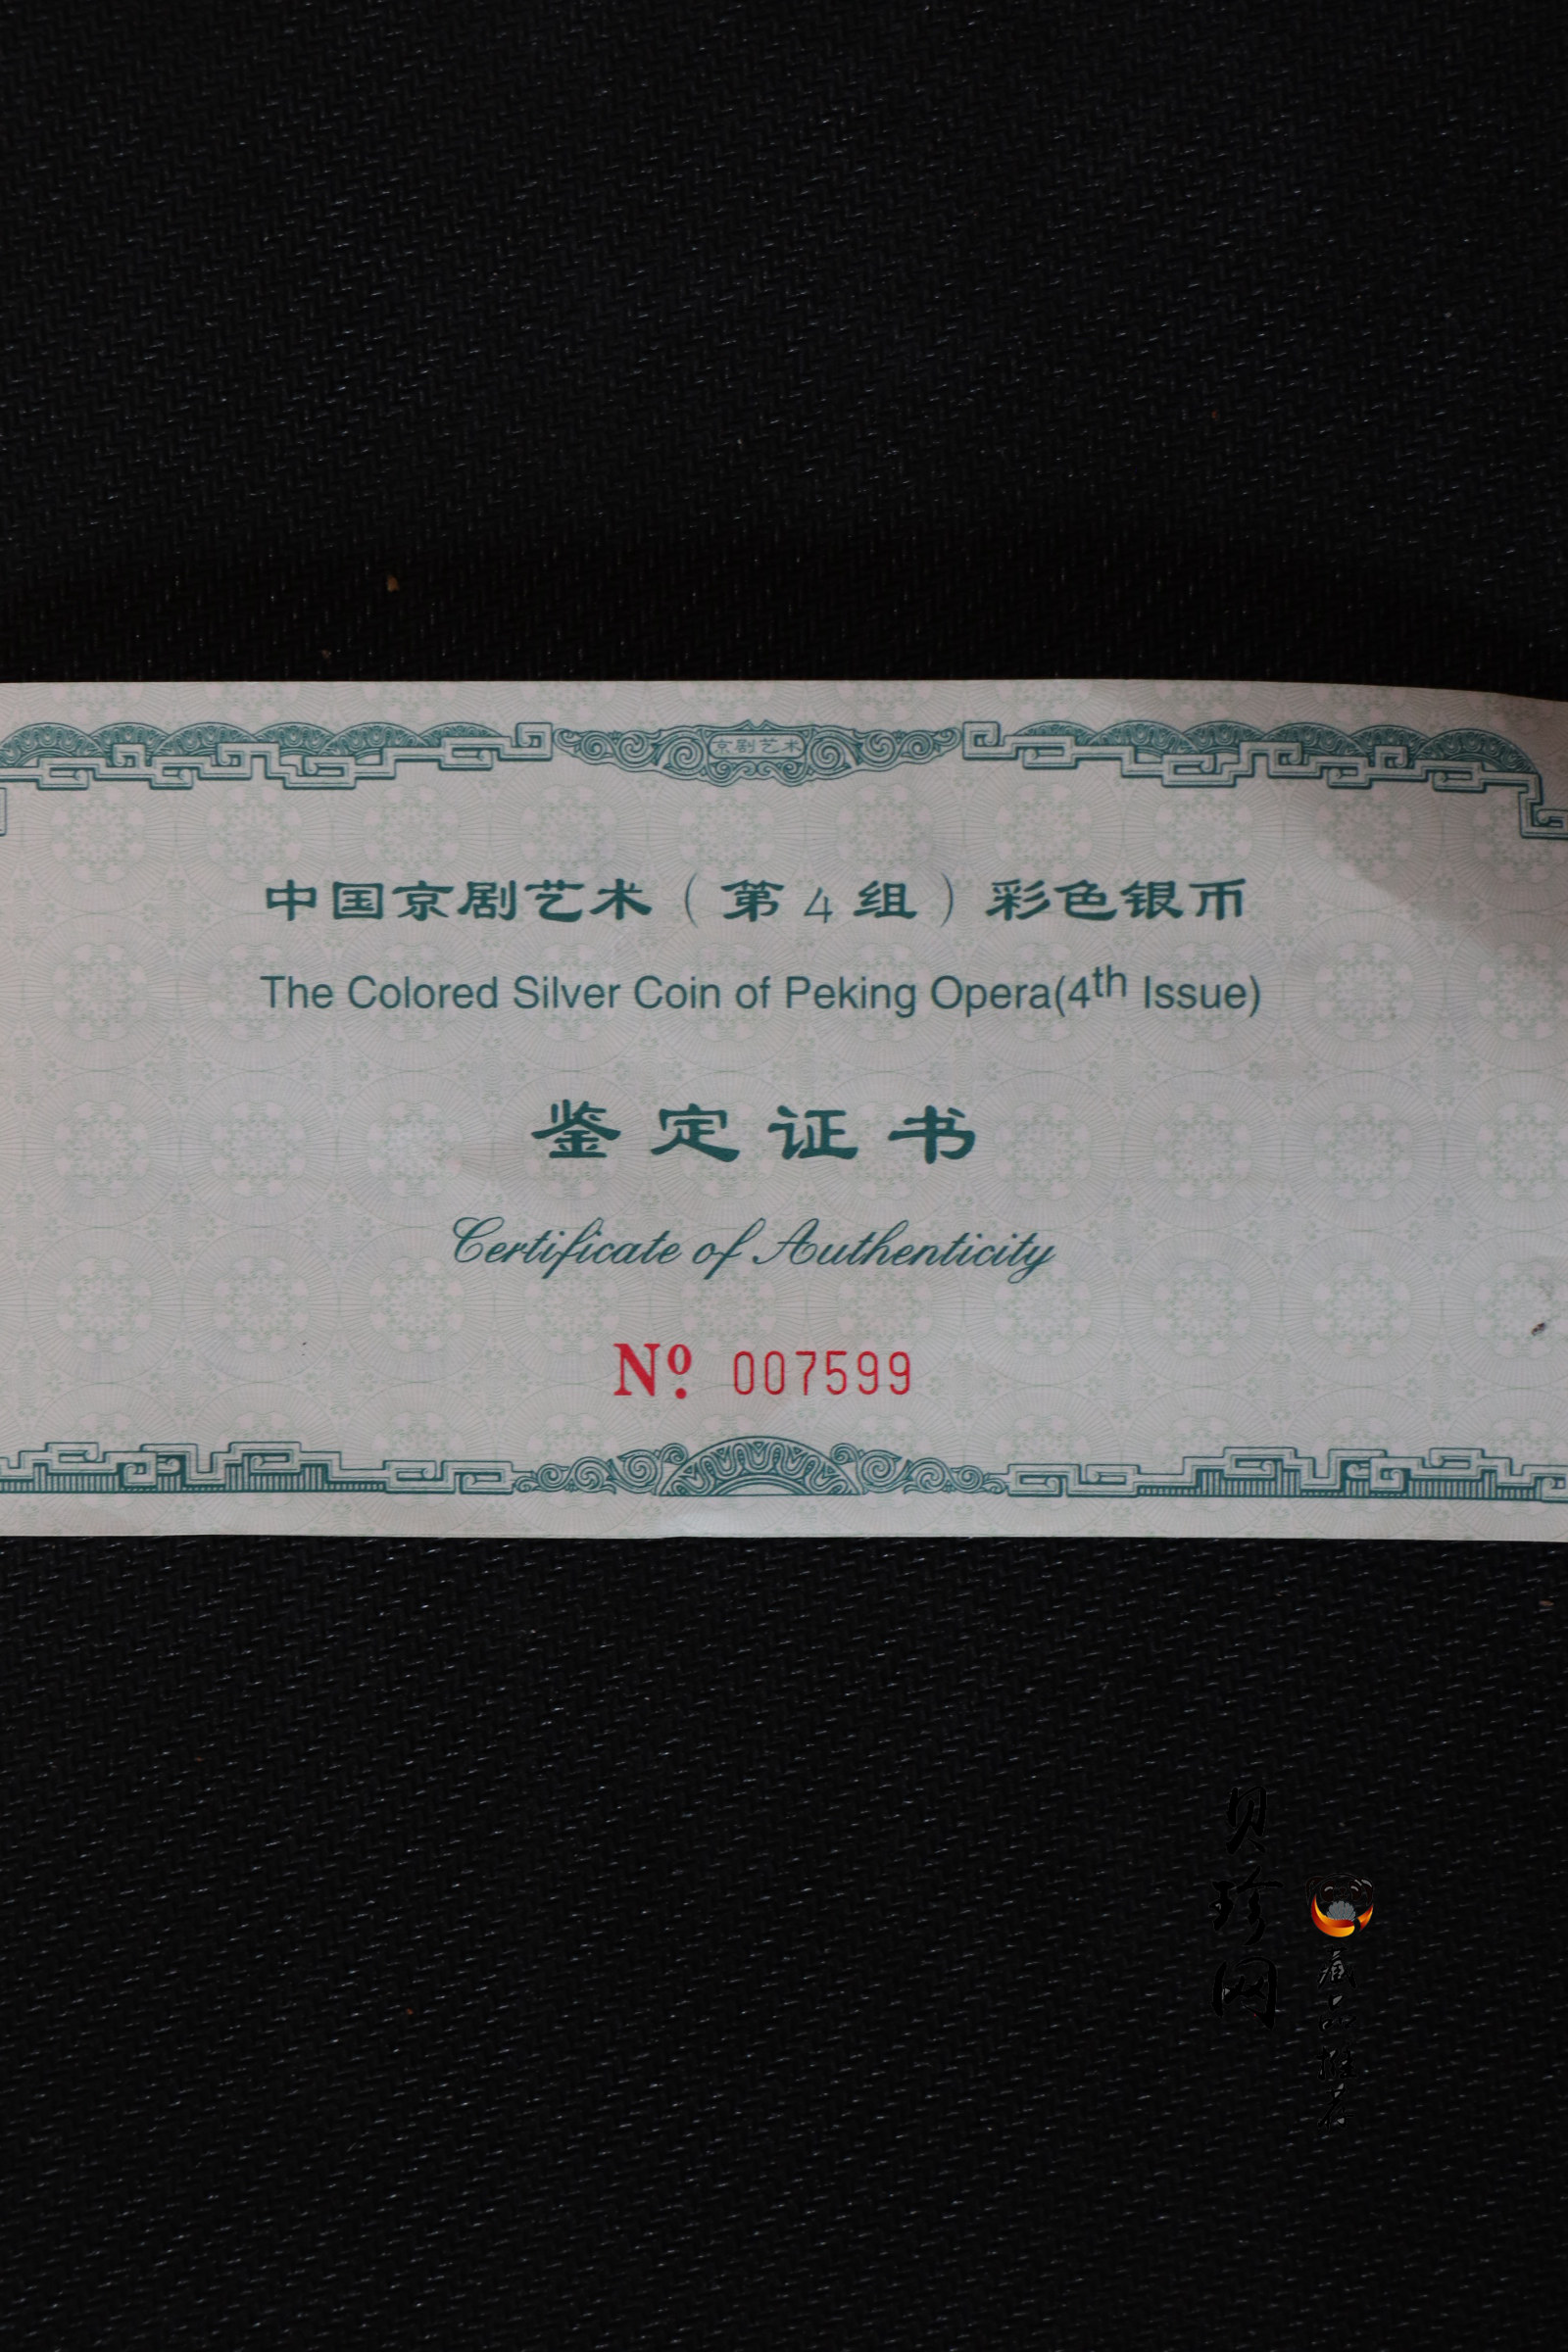 京剧艺术
中国京剧艺术（第4组）彩色银币
The Colored Silver Coin of Peking Opera(4th Issue)
鉴定证书
Certificate of Authenticity
Nº. 007599
贝珍网